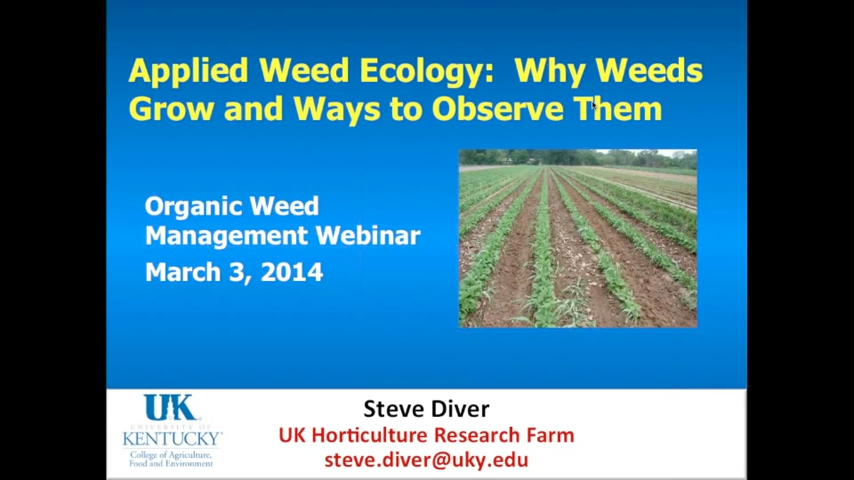 Applied Weed Ecology: Why Weeds
Grow and Ways to Observe Them
Organic Weed
Management Webinar
March 3, 2014
UK
UNIVERSITY OF
KENTUCKY
College of Agriculture,
Food and Environment
Steve Diver
UK Horticulture Research Farm
steve.diver@uky.edu